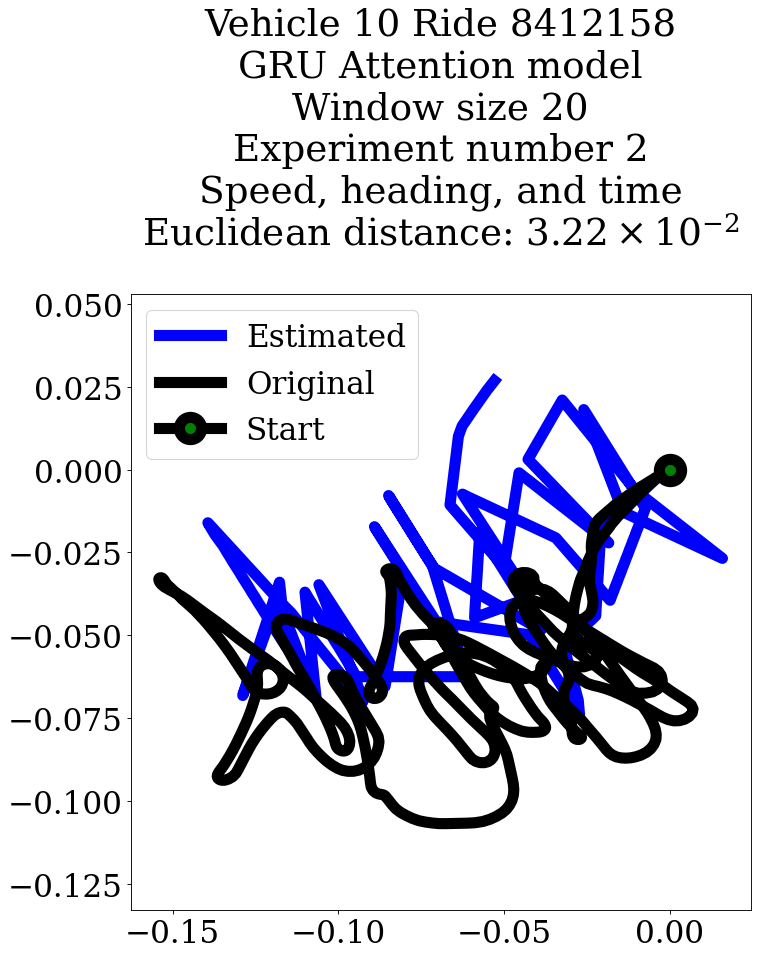 Vehicle 10 Ride 8412158
GRU Attention model
Window size 20
Experiment number 2
Speed, heading, and time
Euclidean distance: 3.22 × 10⁻²
0.050
0.025
0.000
−0.025
−0.050
−0.075
−0.100
−0.125
Estimated
Original
Start
−0.15
−0.10
−0.05
0.00